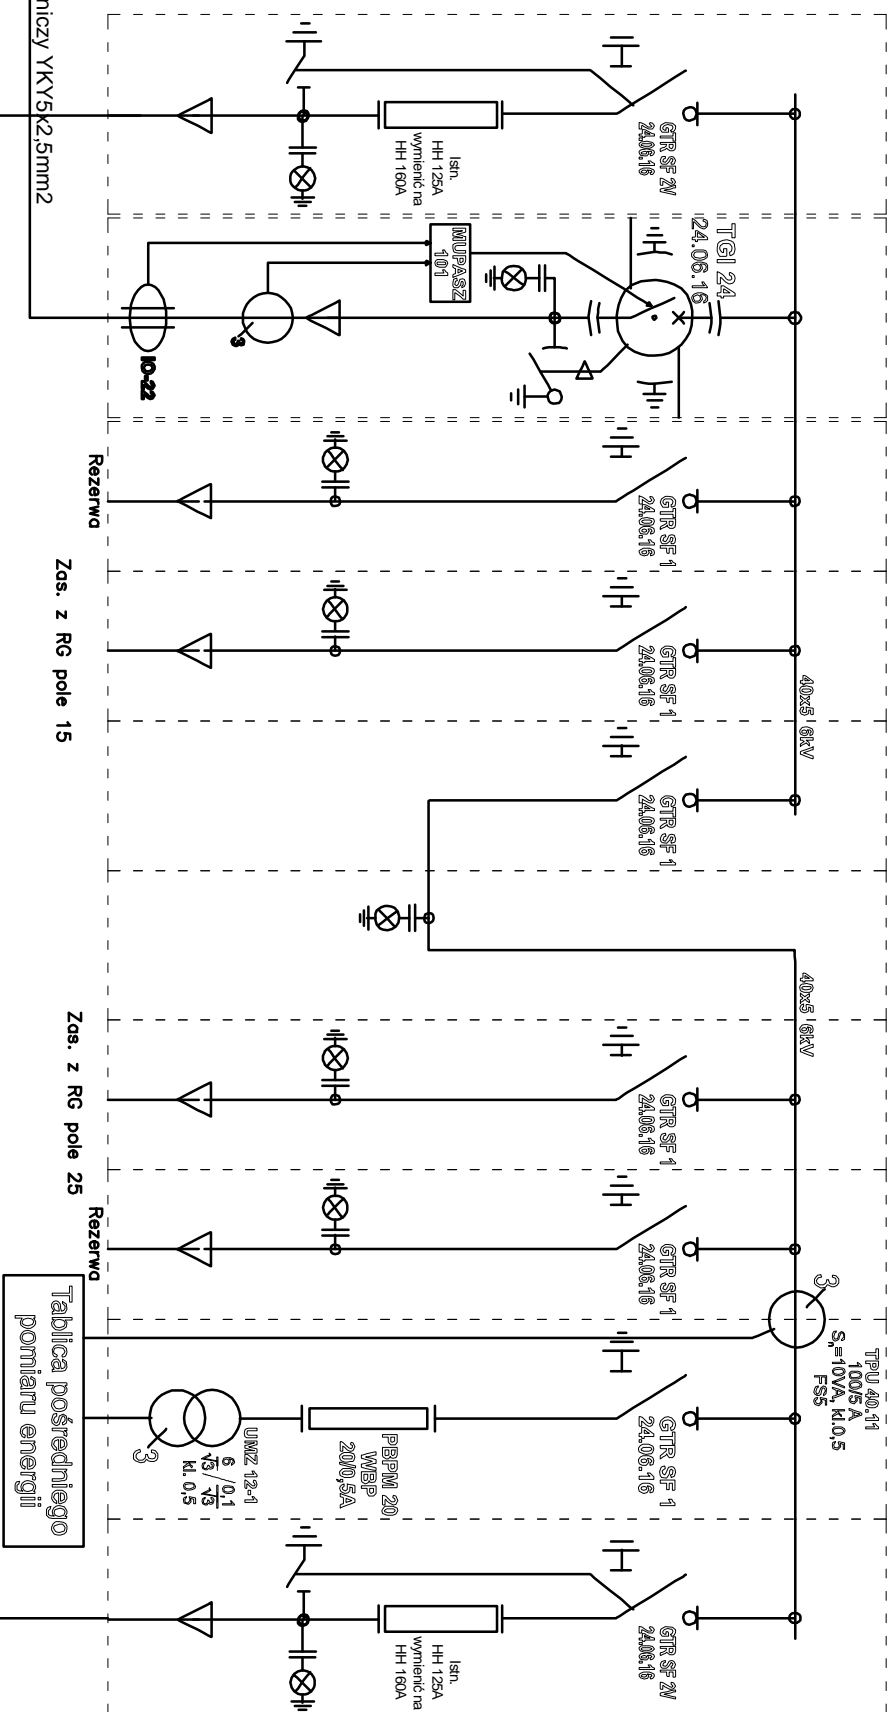 niczy YKY5x2,5mm2
GTR SF 2V
24.06.16
Istn.
HH 125A
wymienić na
HH 160A
TGI 24
24.06.16
MUPASZ
101
3
IO-22
GTR SF 1
24.06.16
Rezerwa
GTR SF 1
24.06.16
Zas. z RG pole 15
40x5 6kV
GTR SF 1
24.06.16
40x5 6kV
GTR SF 1
24.06.16
Zas. z RG pole 25
GTR SF 1
24.06.16
Rezerwa
3
TPU 40.11
100/5 A
Sn=10VA, kl.0,5
FS5
GTR SF 1
24.06.16
PBPM 20
WBP
20/0,5A
UMZ 12-1
6/√3 / 0,1/√3
kl. 0,5
3
Tablica pośredniego
pomiaru energii
GTR SF 2V
24.06.16
Istn.
HH 125A
wymienić na
HH 160A